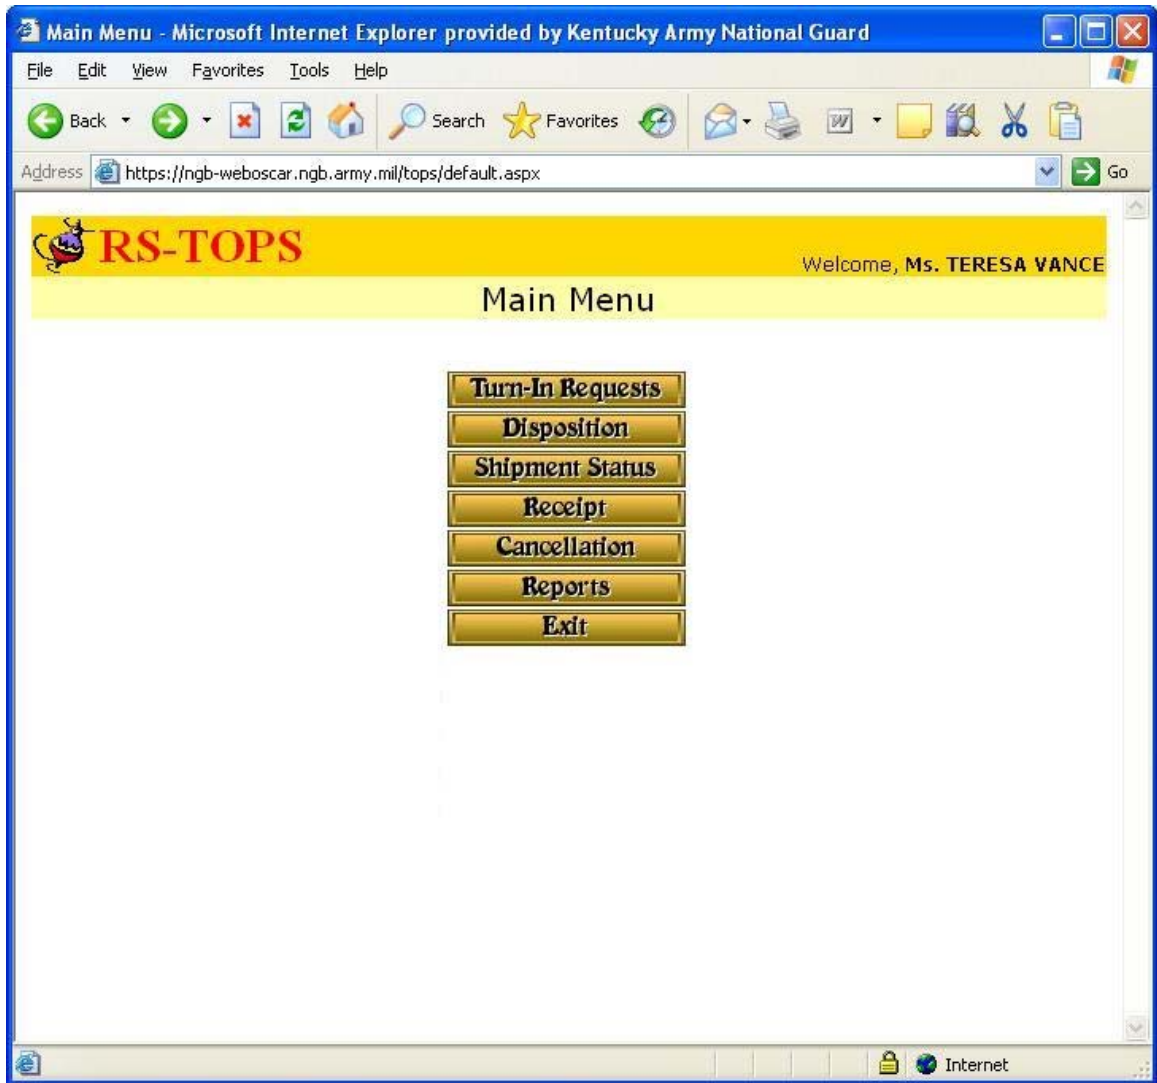 Main Menu - Microsoft Internet Explorer provided by Kentucky Army National Guard
File Edit View Favorites Tools Help
Back Search Favorites
Address https://ngb-weboscar.ngb.army.mil/tops/default.aspx Go
RS-TOPS
Welcome, Ms. TERESA VANCE
Main Menu
Turn-In Requests
Disposition
Shipment Status
Receipt
Cancellation
Reports
Exit
Internet